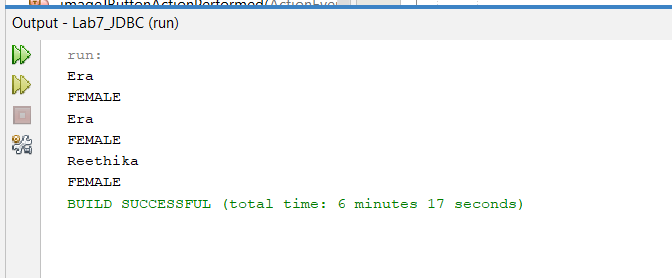 imageJButtonActionPerformed(ActionEve
Output - Lab7_JDBC (run)
run:
Era
FEMALE
Era
FEMALE
Reethika
FEMALE
BUILD SUCCESSFUL (total time: 6 minutes 17 seconds)